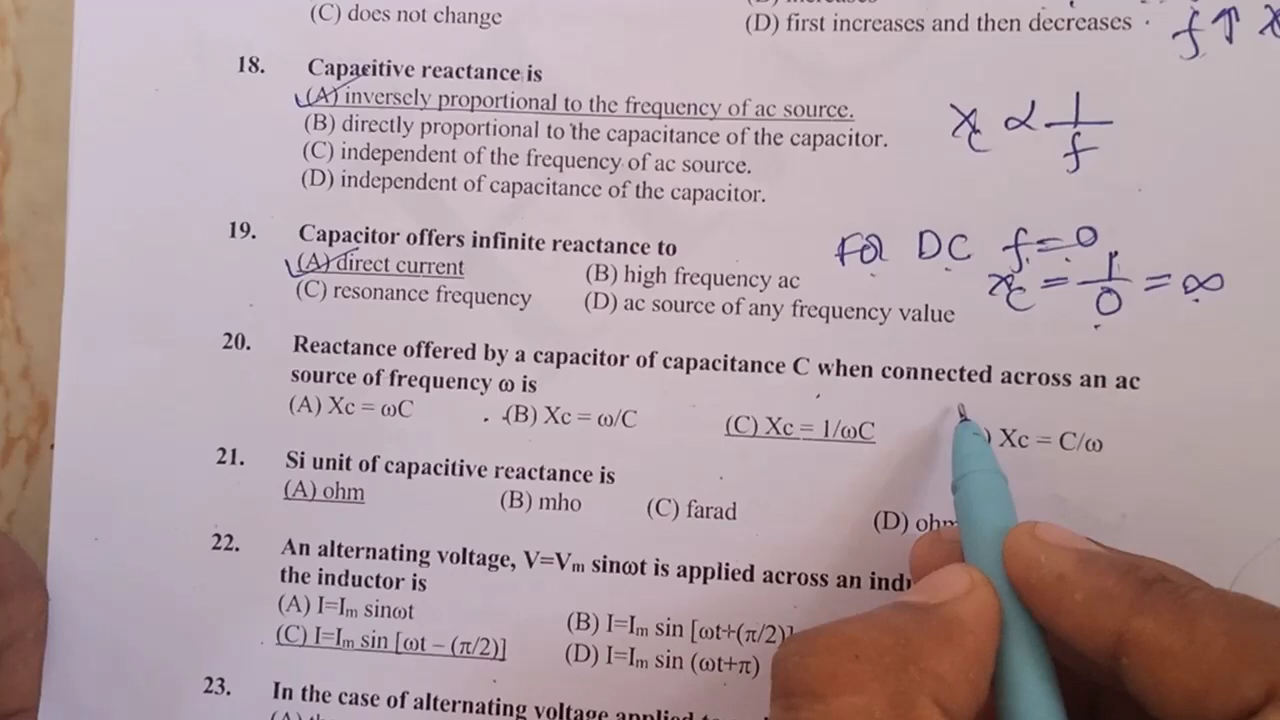 (C) does not change
(D) first increases and then decreases
f↑
18. Capacitive reactance is
(A) inversely proportional to the frequency of ac source.
(B) directly proportional to the capacitance of the capacitor.
(C) independent of the frequency of ac source.
(D) independent of capacitance of the capacitor.
Xc ∝ 1/f
19. Capacitor offers infinite reactance to
(A) direct current
(B) high frequency ac
(C) resonance frequency
(D) ac source of any frequency value
For DC f=0,
Xc = 1/0 = ∞
20. Reactance offered by a capacitor of capacitance C when connected across an ac
source of frequency ω is
(A) Xc = ωC
(B) Xc = ω/C
(C) Xc = 1/ωC
Xc = C/ω
21. Si unit of capacitive reactance is
(A) ohm
(B) mho
(C) farad
(D)
22. An alternating voltage, V=Vm sinωt is applied across an
the inductor is
(A) I=Im sinωt
(B) I=Im sin [ωt+(π/2)]
(C) I=Im sin [ωt – (π/2)]
(D) I=Im sin (ωt+π)
23. In the case of alternating voltage applied